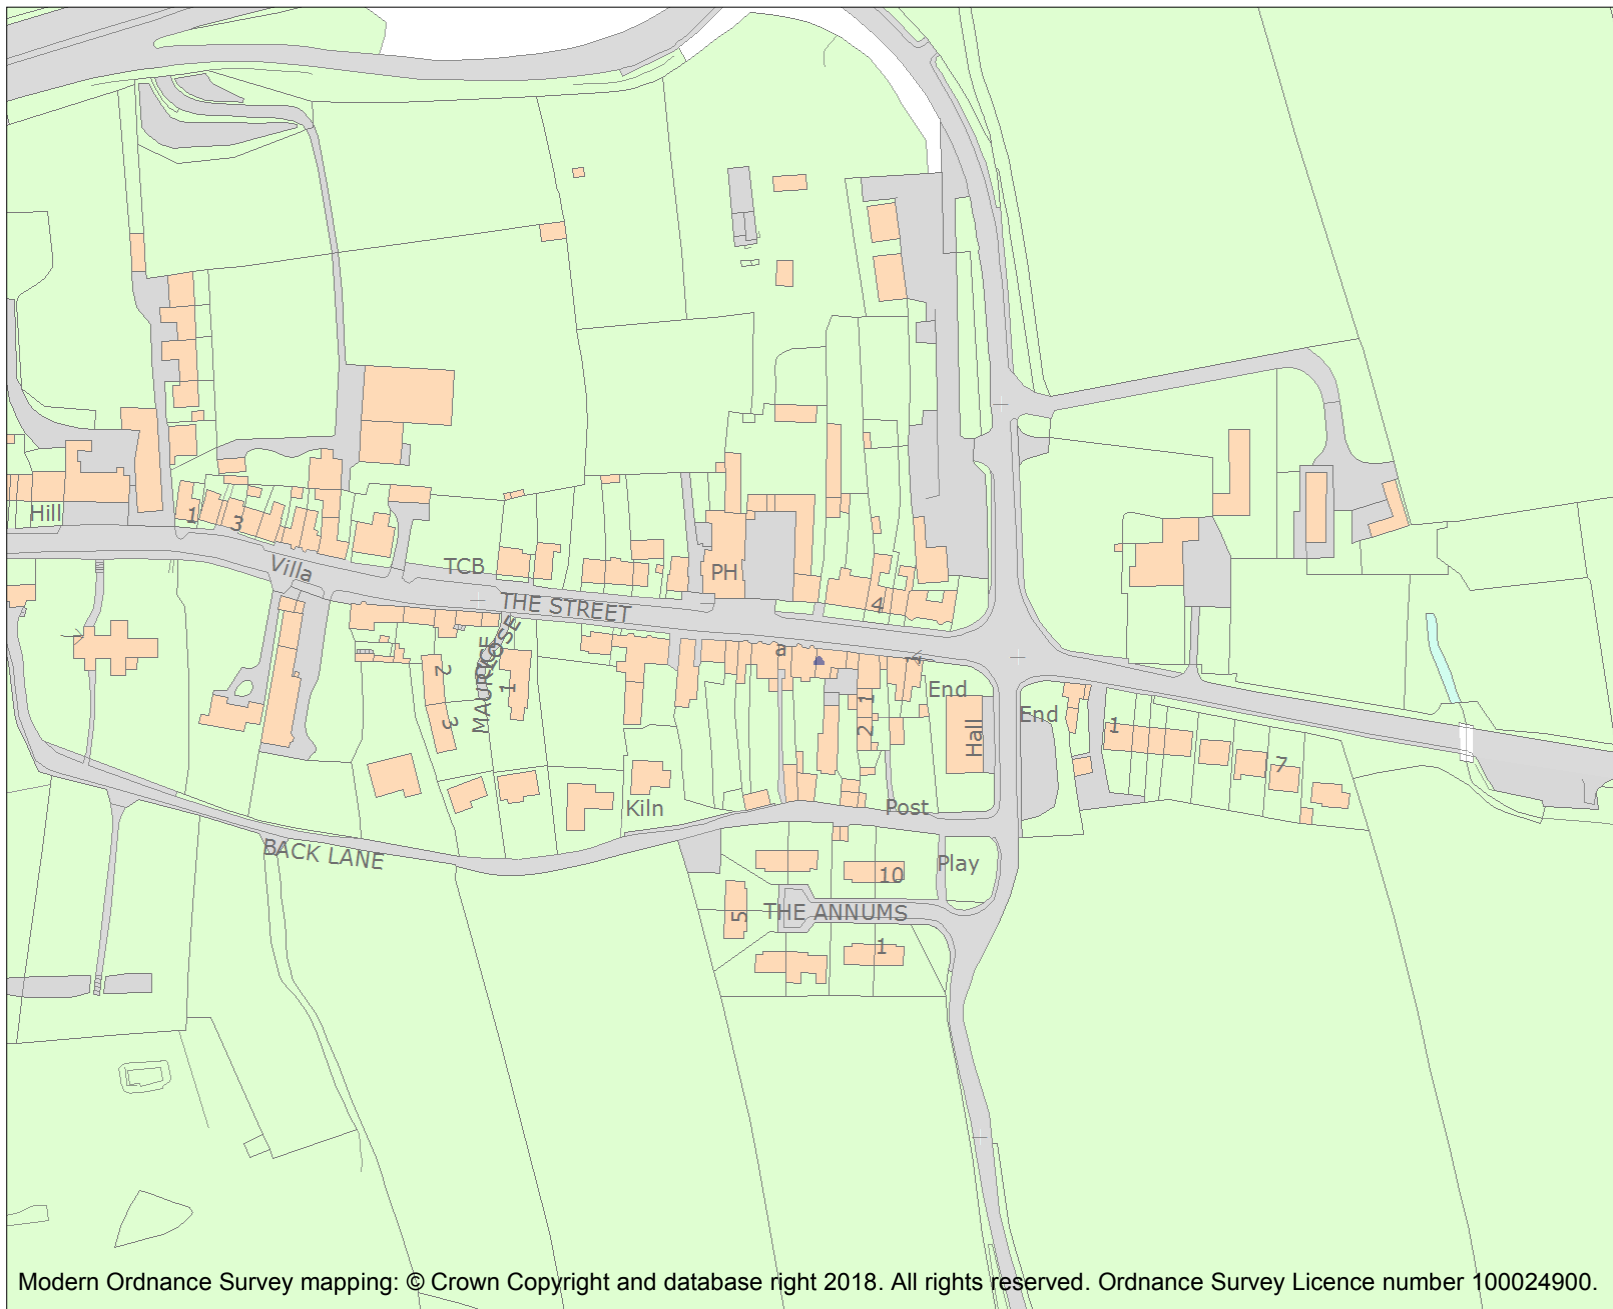 Hill
1
3
Villa
TCB
THE STREET
PH
4
MAURICE
CLOSE
2
3
1
a
1
2
End
Hall
End
1
7
Kiln
Post
BACK LANE
Play
10
5
THE ANNUMS
1
Modern Ordnance Survey mapping: © Crown Copyright and database right 2018. All rights reserved. Ordnance Survey Licence number 100024900.